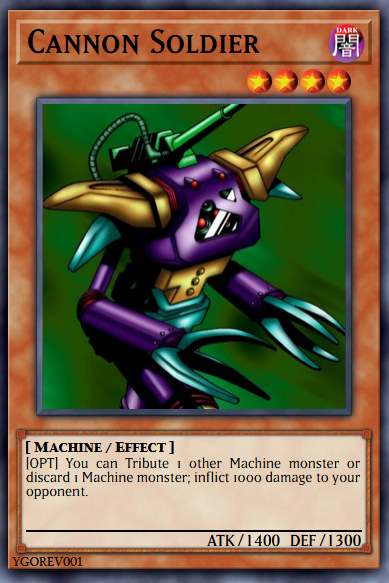 Cannon Soldier
DARK
闇
[ Machine / Effect ]
[OPT] You can Tribute 1 other Machine monster or
discard 1 Machine monster; inflict 1000 damage to your
opponent.
ATK / 1400 DEF / 1300
YGOREV001